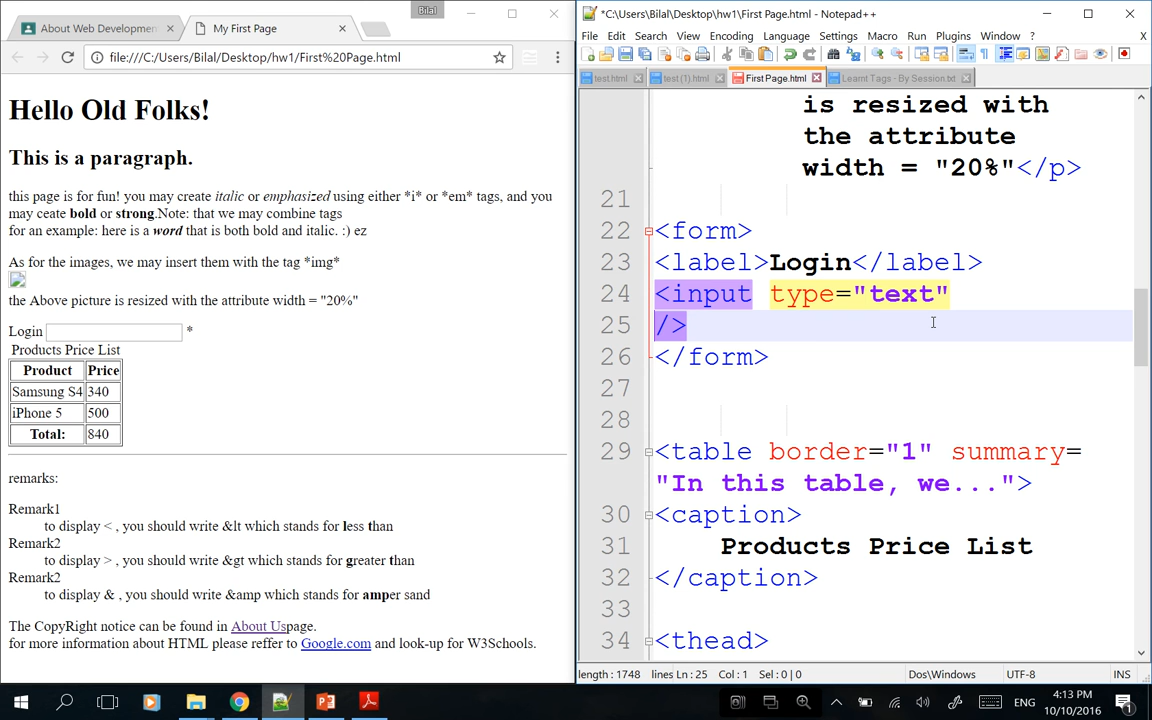 Bilal
About Web Developmen
My First Page
file:///C:/Users/Bilal/Desktop/hw1/First%20Page.html
Hello Old Folks!
This is a paragraph.
this page is for fun! you may create italic or emphasized using either *i* or *em* tags, and you
may ceate bold or strong.Note: that we may combine tags
for an example: here is a word that is both bold and italic. :) ez
As for the images, we may insert them with the tag *img*
the Above picture is resized with the attribute width = "20%"
Login *
Products Price List
Product Price
Samsung S4 340
iPhone 5 500
Total: 840
remarks:
Remark1
to display < , you should write &lt which stands for less than
Remark2
to display > , you should write &gt which stands for greater than
Remark2
to display & , you should write &amp which stands for amper sand
The CopyRight notice can be found in About Uspage.
for more information about HTML please reffer to Google.com and look-up for W3Schools.
*C:\Users\Bilal\Desktop\hw1\First Page.html - Notepad++
File Edit Search View Encoding Language Settings Macro Run Plugins Window ? X
test.html test (1).html First Page.html Learnt Tags - By Session.txt
is resized with
the attribute
width = "20%"</p>
21
22 <form>
23 <label>Login</label>
24 <input type="text"
25 />
26 </form>
27
28
29 <table border="1" summary=
"In this table, we...">
30 <caption>
31 Products Price List
32 </caption>
33
34 <thead>
length : 1748 lines Ln : 25 Col : 1 Sel : 0 | 0 Dos\Windows UTF-8 INS
ENG
4:13 PM
10/10/2016
1